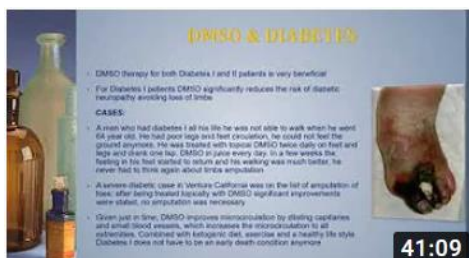 DMSO & DIABETES
DMSO therapy for both Diabetes I and II patients is very beneficial
For Diabetes I patients DMSO significantly reduces the risk of diabetic
neuropathy avoiding loss of limbs
CASES:
A man who had diabetes I all his life he was not able to walk when he went
64 year old. He had poor legs and feet circulation, he could not feel the
ground anymore. He was treated with topical DMSO twice daily on feet and
legs and drank one tsp. DMSO in juice every day. In a few weeks the
feeling in his feet started to return and his walking was much better, he
never had to think again about limbs amputation
A severe diabetic case in Venture California was on the list of amputation of
toes; after being treated topically with DMSO significant improvements
were stated, no amputation was necessary
Given just in time, DMSO improves microcirculation by dilating capillaries
and small blood vessels, which increases the microcirculation to all
extremities. Combined with ketogenic diet, exercise and a healthy life style
Diabetes I does not have to be an early death condition anymore
41:09